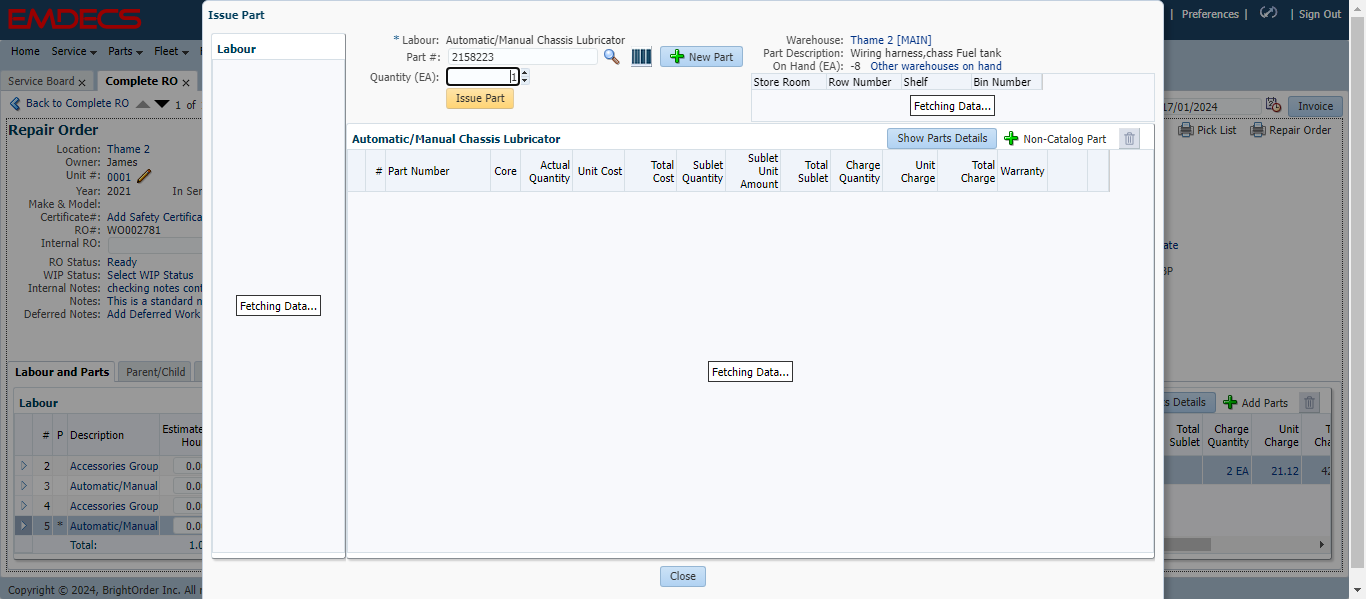 EMDECS
Issue Part
| Preferences | | Sign Out
Home Service Parts Fleet
Service Board x Complete RO x
Back to Complete RO 1 of
Labour
* Labour: Automatic/Manual Chassis Lubricator
Part #: 2158223 New Part
Quantity (EA): 1
Issue Part
Warehouse: Thame 2 [MAIN]
Part Description: Wiring harness,chass Fuel tank
On Hand (EA): -8 Other warehouses on hand
Store Room Row Number Shelf Bin Number
Fetching Data...
17/01/2024 Invoice
Pick List Repair Order
Repair Order
Location: Thame 2
Owner: James
Unit #: 0001
Year: 2021 In Ser
Make & Model:
Certificate#: Add Safety Certifica
RO#: WO002781
Internal RO:
RO Status: Ready
WIP Status: Select WIP Status
Internal Notes: checking notes cont
Notes: This is a standard n
Deferred Notes: Add Deferred Work
Automatic/Manual Chassis Lubricator Show Parts Details Non-Catalog Part
# Part Number Core Actual Quantity Unit Cost Total Cost Sublet Quantity Sublet Unit Amount Total Sublet Charge Quantity Unit Charge Total Charge Warranty
Fetching Data...
Fetching Data...
ate
BP
Labour and Parts Parent/Child
Labour
# P Description Estimate Hou
2 Accessories Group 0.0
3 Automatic/Manual 0.0
4 Accessories Group 0.0
5 * Automatic/Manual 0.0
Total: 1.0
s Details Add Parts
Total Sublet Charge Quantity Unit Charge T Cha
2 EA 21.12 42
Close
Copyright © 2024, BrightOrder Inc. All r